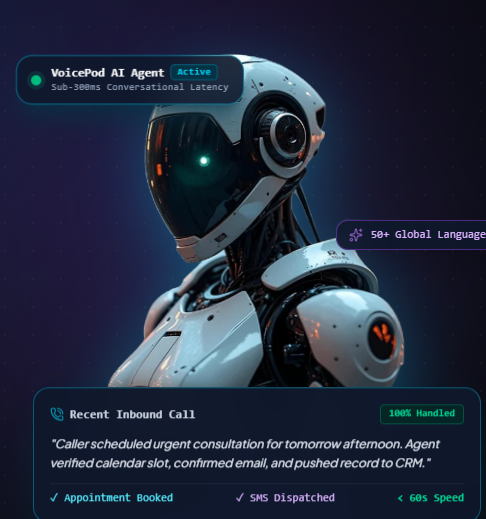 VoicePod AI Agent Active
Sub-300ms Conversational Latency
50+ Global Language
Recent Inbound Call 100% Handled
"Caller scheduled urgent consultation for tomorrow afternoon. Agent
verified calendar slot, confirmed email, and pushed record to CRM."
✓ Appointment Booked ✓ SMS Dispatched < 60s Speed